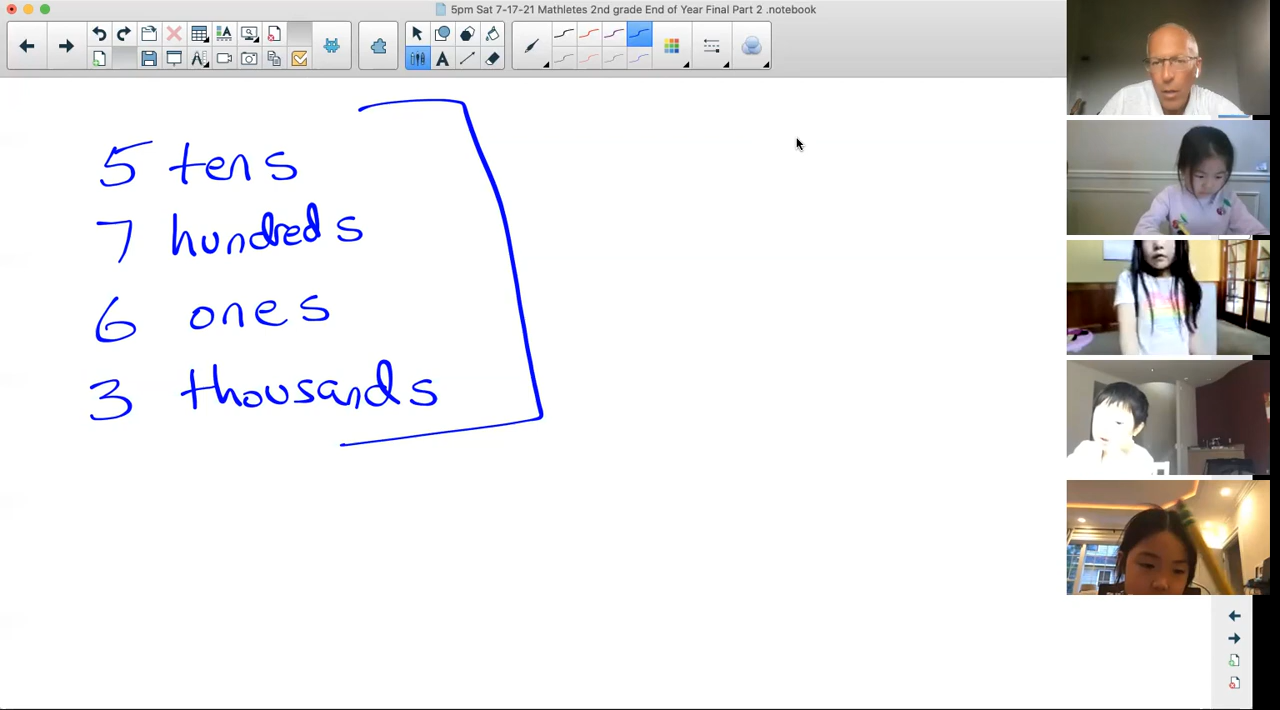 5pm Sat 7-17-21 Mathletes 2nd grade End of Year Final Part 2 .notebook
5 tens
7 hundreds
6 ones
3 thousands